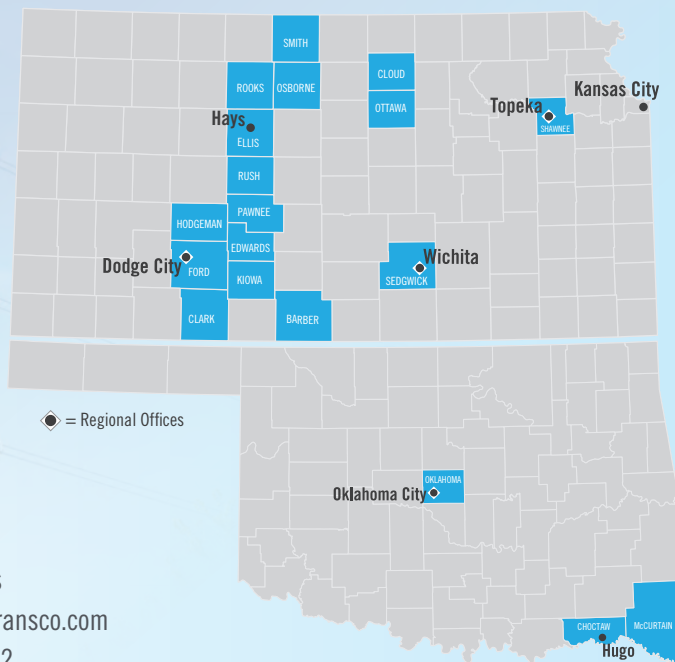 SMITH
CLOUD
ROOKS
OSBORNE
OTTAWA
Kansas City
Topeka
SHAWNEE
Hays
ELLIS
RUSH
PAWNEE
HODGEMAN
EDWARDS
Dodge City
FORD
KIOWA
Wichita
SEDGWICK
CLARK
BARBER
= Regional Offices
OKLAHOMA
Oklahoma City
s
ransco.com
2
CHOCTAW
McCURTAIN
Hugo